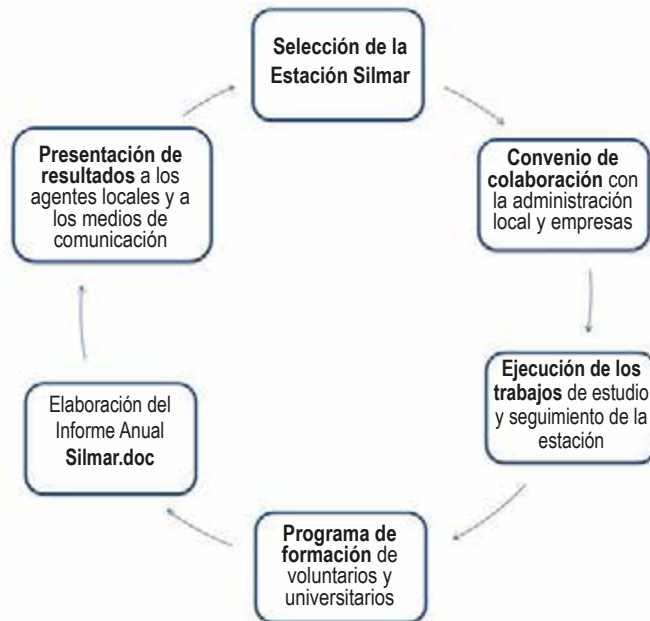 Selección de la
Estación Silmar
Convenio de
colaboración con
la administración
local y empresas
Ejecución de los
trabajos de estudio
y seguimiento de la
estación
Programa de
formación de
voluntarios y
universitarios
Elaboración del
Informe Anual
Silmar.doc
Presentación de
resultados a los
agentes locales y a
los medios de
comunicación